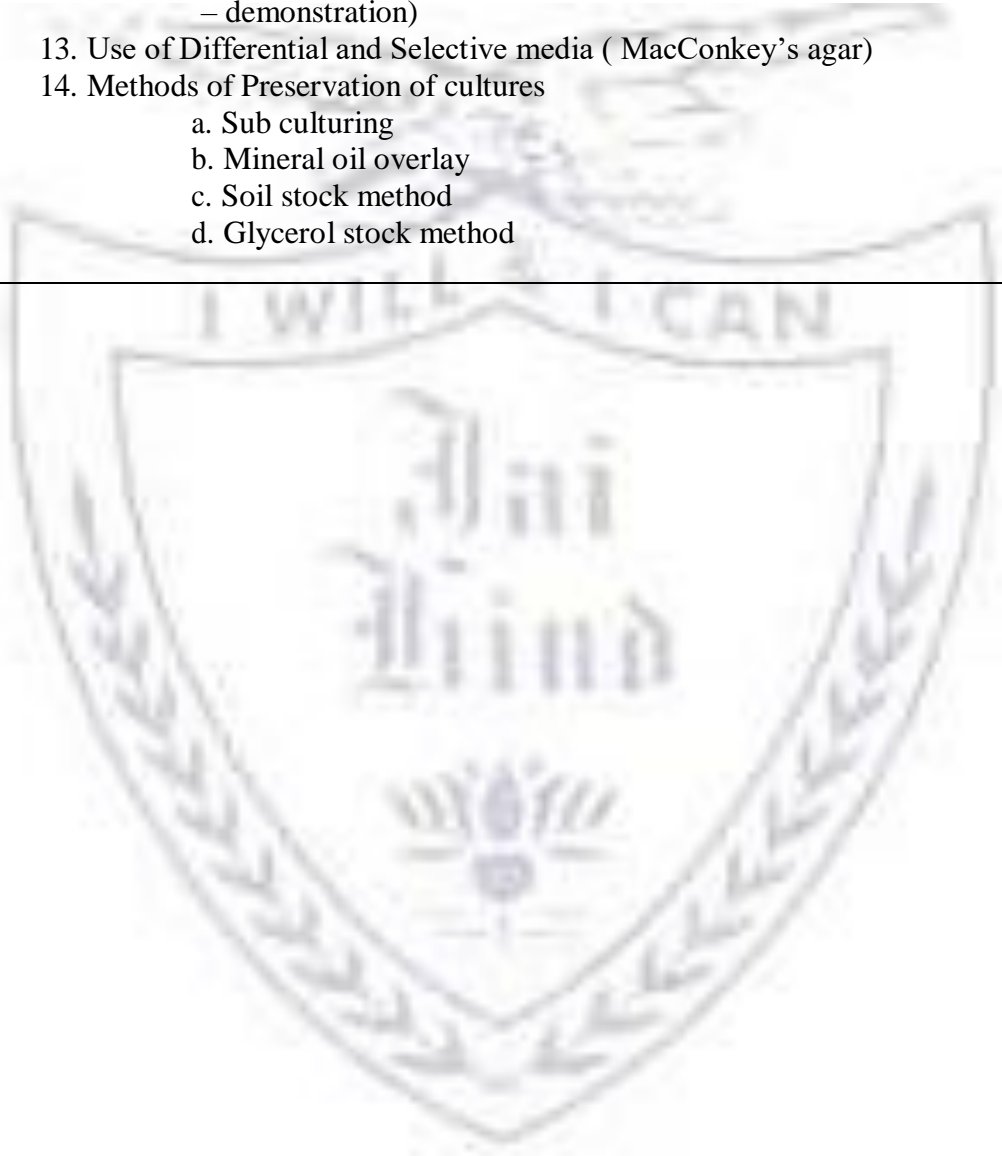 – demonstration)
13. Use of Differential and Selective media ( MacConkey’s agar)
14. Methods of Preservation of cultures
a. Sub culturing
b. Mineral oil overlay
c. Soil stock method
d. Glycerol stock method
I WILL & I CAN
Jai
Hind